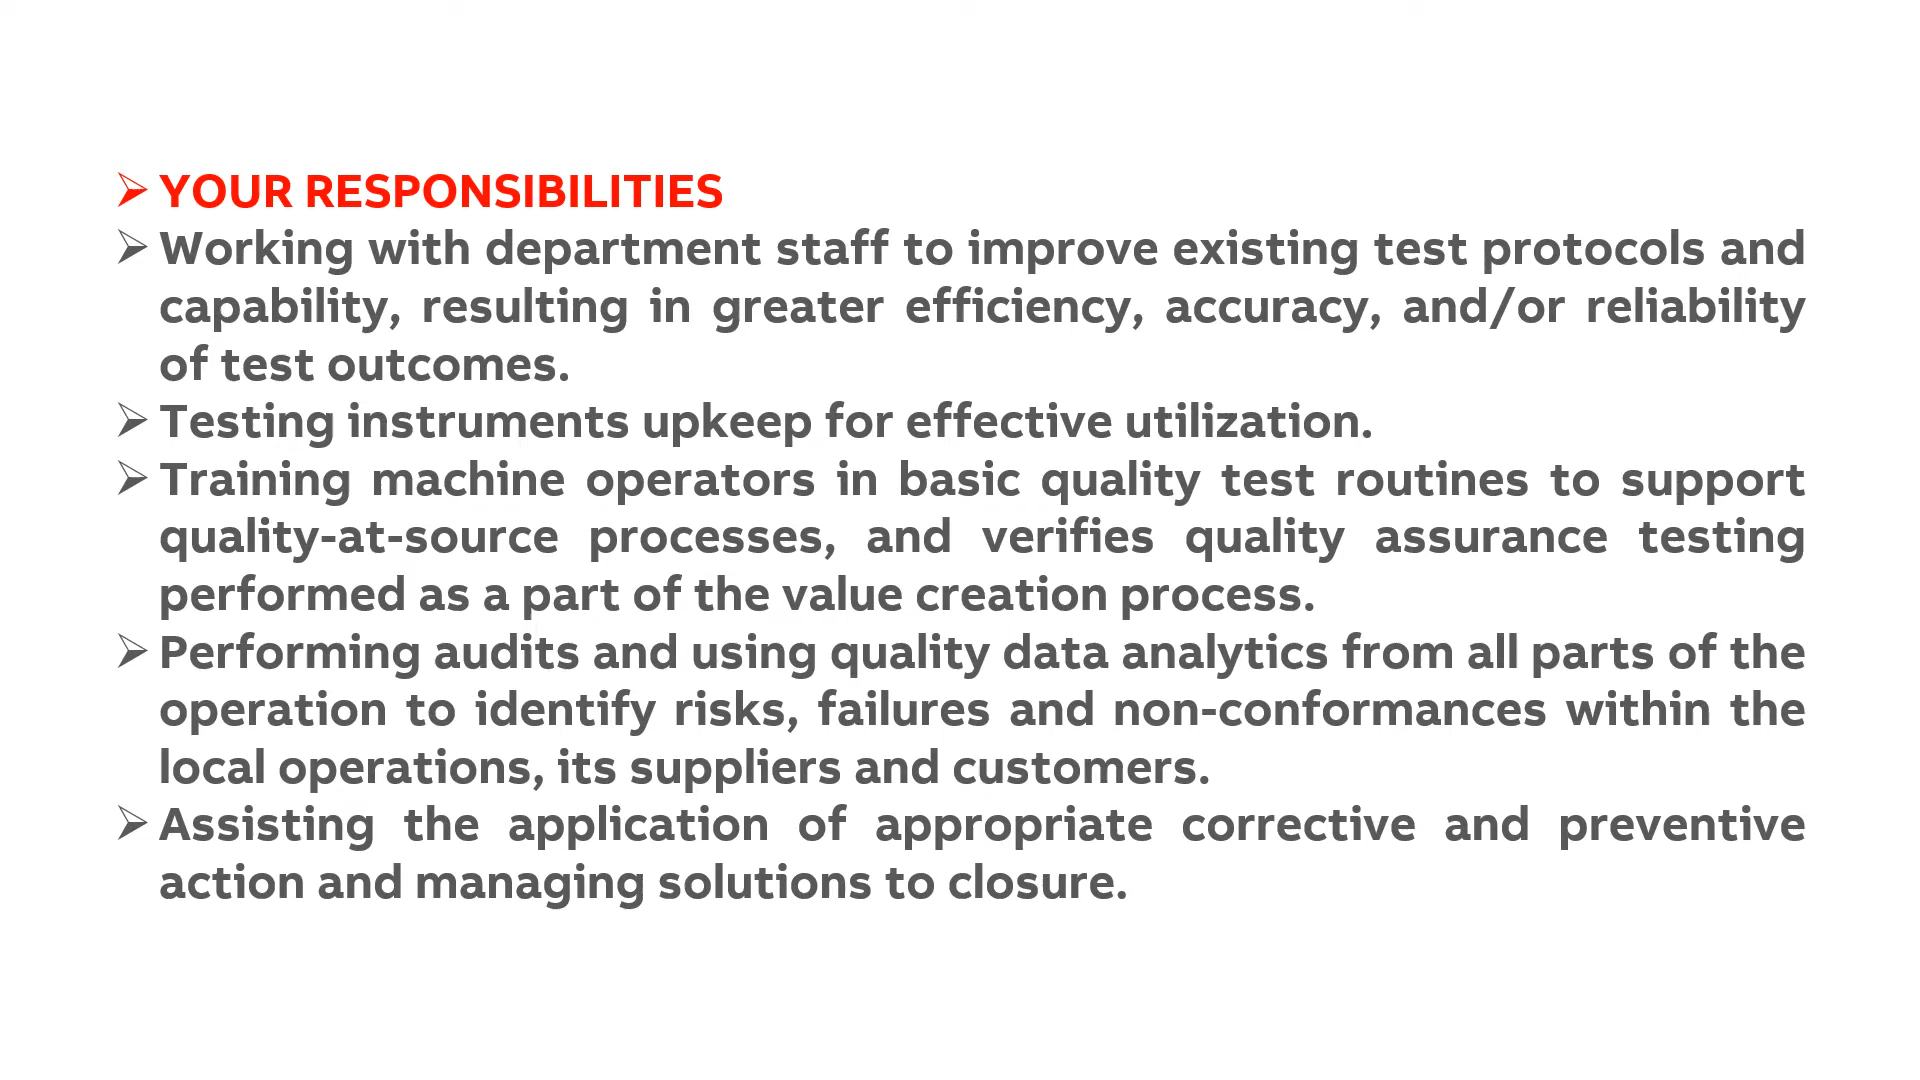 ➢ YOUR RESPONSIBILITIES
➢ Working with department staff to improve existing test protocols and
capability, resulting in greater efficiency, accuracy, and/or reliability
of test outcomes.
➢ Testing instruments upkeep for effective utilization.
➢ Training machine operators in basic quality test routines to support
quality-at-source processes, and verifies quality assurance testing
performed as a part of the value creation process.
➢ Performing audits and using quality data analytics from all parts of the
operation to identify risks, failures and non-conformances within the
local operations, its suppliers and customers.
➢ Assisting the application of appropriate corrective and preventive
action and managing solutions to closure.